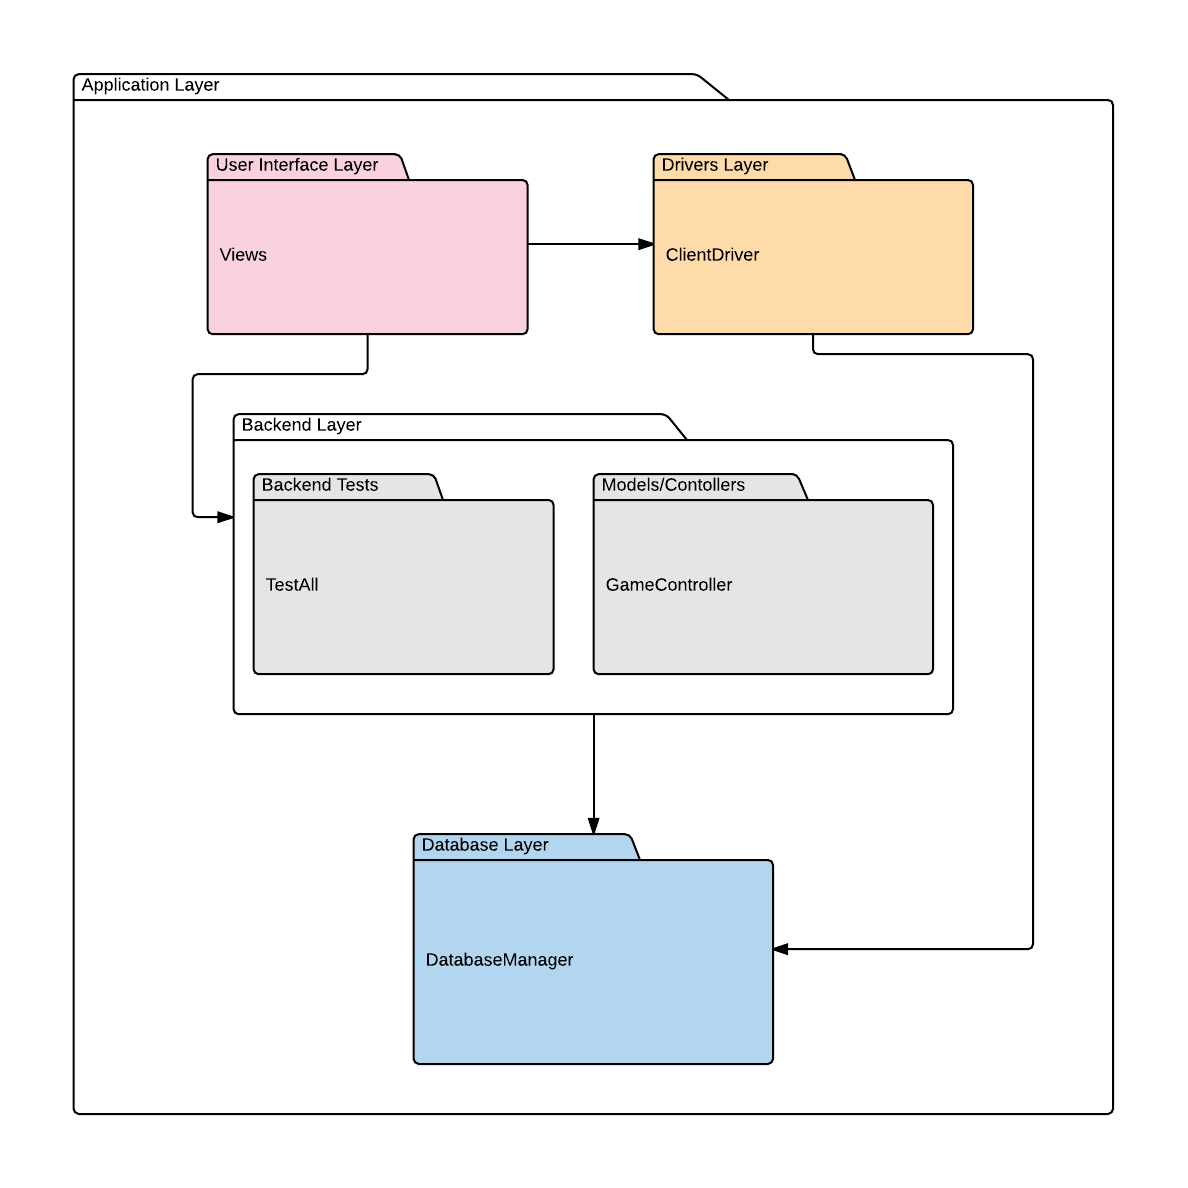 Application Layer
User Interface Layer
Drivers Layer
Views
ClientDriver
Backend Layer
Backend Tests
Models/Contollers
TestAll
GameController
Database Layer
DatabaseManager